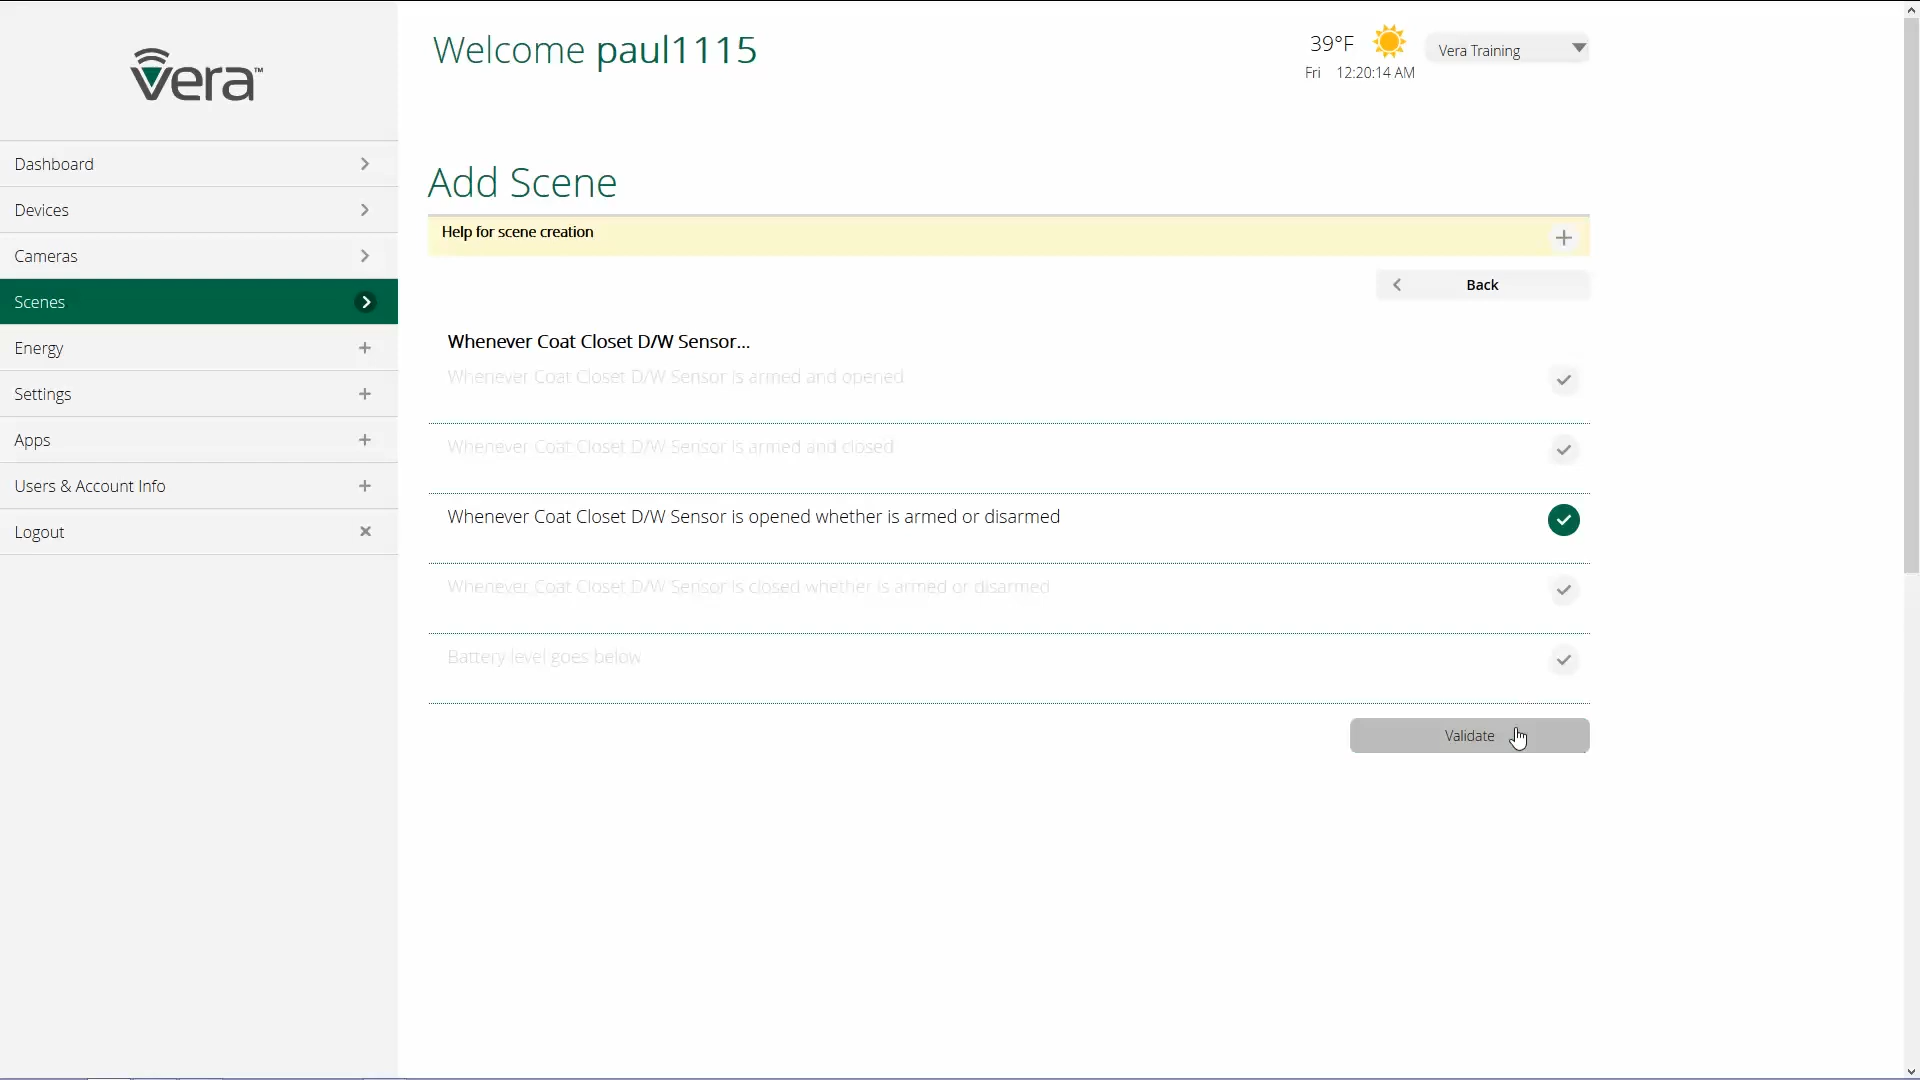 vera™
Welcome paul1115
39°F
Fri 12:20:14 AM
Vera Training
Dashboard
Devices
Cameras
Scenes
Energy
Settings
Apps
Users & Account Info
Logout
Add Scene
Help for scene creation
Back
Whenever Coat Closet D/W Sensor...
Whenever Coat Closet D/W Sensor is armed and opened
Whenever Coat Closet D/W Sensor is armed and closed
Whenever Coat Closet D/W Sensor is opened whether is armed or disarmed
Whenever Coat Closet D/W Sensor is closed whether is armed or disarmed
Battery level goes below
Validate